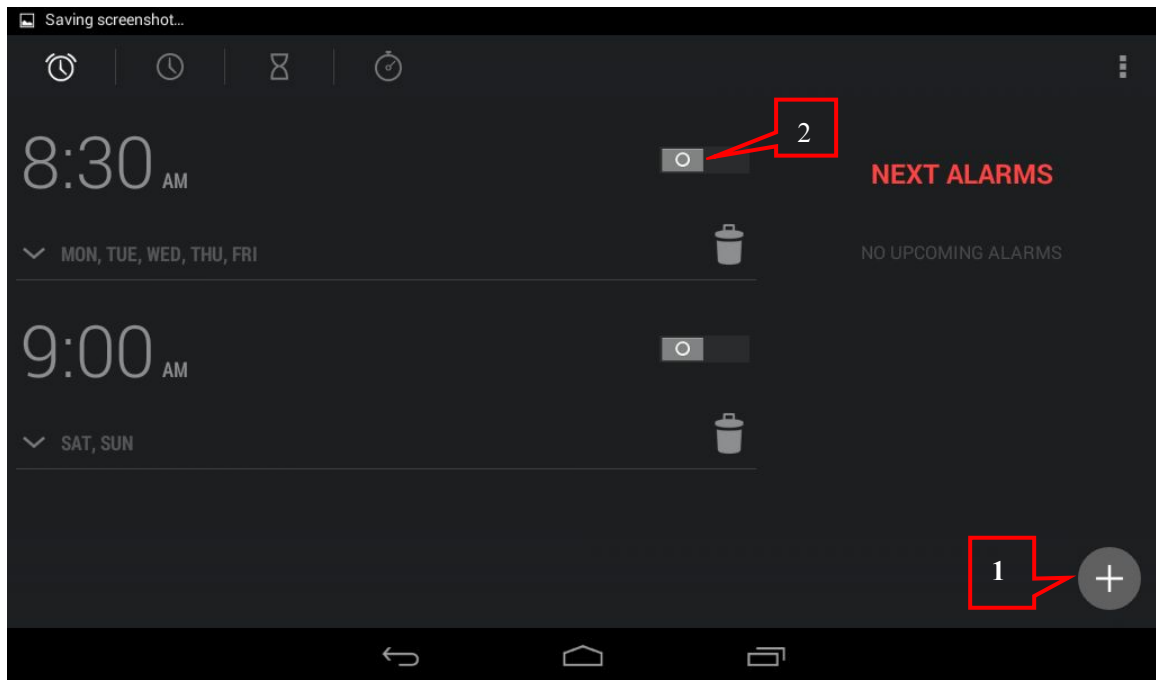 Saving screenshot...
8:30 AM
2
NEXT ALARMS
MON, TUE, WED, THU, FRI
NO UPCOMING ALARMS
9:00 AM
SAT, SUN
1